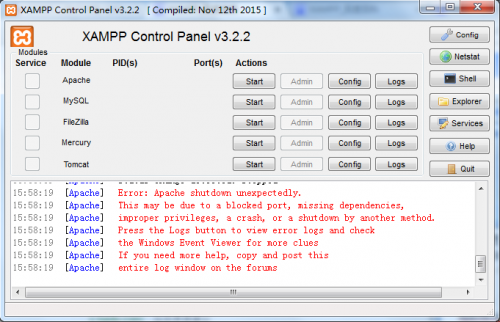 XAMPP Control Panel v3.2.2 [ Compiled: Nov 12th 2015 ]
XAMPP Control Panel v3.2.2
Config
Modules
Service Module PID(s) Port(s) Actions
Netstat
Apache Start Admin Config Logs
Shell
MySQL Start Admin Config Logs
Explorer
FileZilla Start Admin Config Logs
Services
Mercury Start Admin Config Logs
Help
Tomcat Start Admin Config Logs
Quit
15:58:19 [Apache] Error: Apache shutdown unexpectedly.
15:58:19 [Apache] This may be due to a blocked port, missing dependencies,
15:58:19 [Apache] improper privileges, a crash, or a shutdown by another method.
15:58:19 [Apache] Press the Logs button to view error logs and check
15:58:19 [Apache] the Windows Event Viewer for more clues
15:58:19 [Apache] If you need more help, copy and post this
15:58:19 [Apache] entire log window on the forums